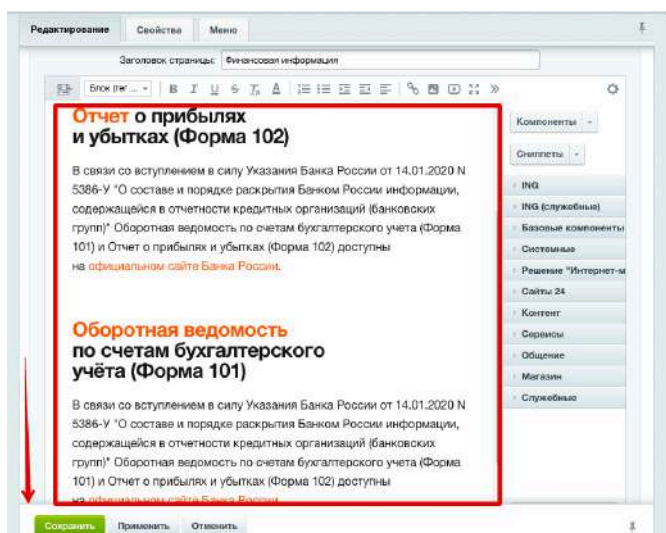 Редактирование Свойства Меню
Заголовок страницы: Финансовая информация
Блок (тег ...
Компоненты
Сниппеты
ING
ING (служебные)
Базовые компоненты
Системные
Решение "Интернет-м
Сайты 24
Контент
Сервисы
Общение
Магазин
Служебные
Отчет о прибылях
и убытках (Форма 102)
В связи со вступлением в силу Указания Банка России от 14.01.2020 N
5386-У "О составе и порядке раскрытия Банком России информации,
содержащейся в отчетности кредитных организаций (банковских
групп)" Оборотная ведомость по счетам бухгалтерского учета (Форма
101) и Отчет о прибылях и убытках (Форма 102) доступны
на официальном сайте Банка России.
Оборотная ведомость
по счетам бухгалтерского
учёта (Форма 101)
В связи со вступлением в силу Указания Банка России от 14.01.2020 N
5386-У "О составе и порядке раскрытия Банком России информации,
содержащейся в отчетности кредитных организаций (банковских
групп)" Оборотная ведомость по счетам бухгалтерского учета (Форма
101) и Отчет о прибылях и убытках (Форма 102) доступны
на официальном сайте Банка России.
Сохранить Применить Отменить